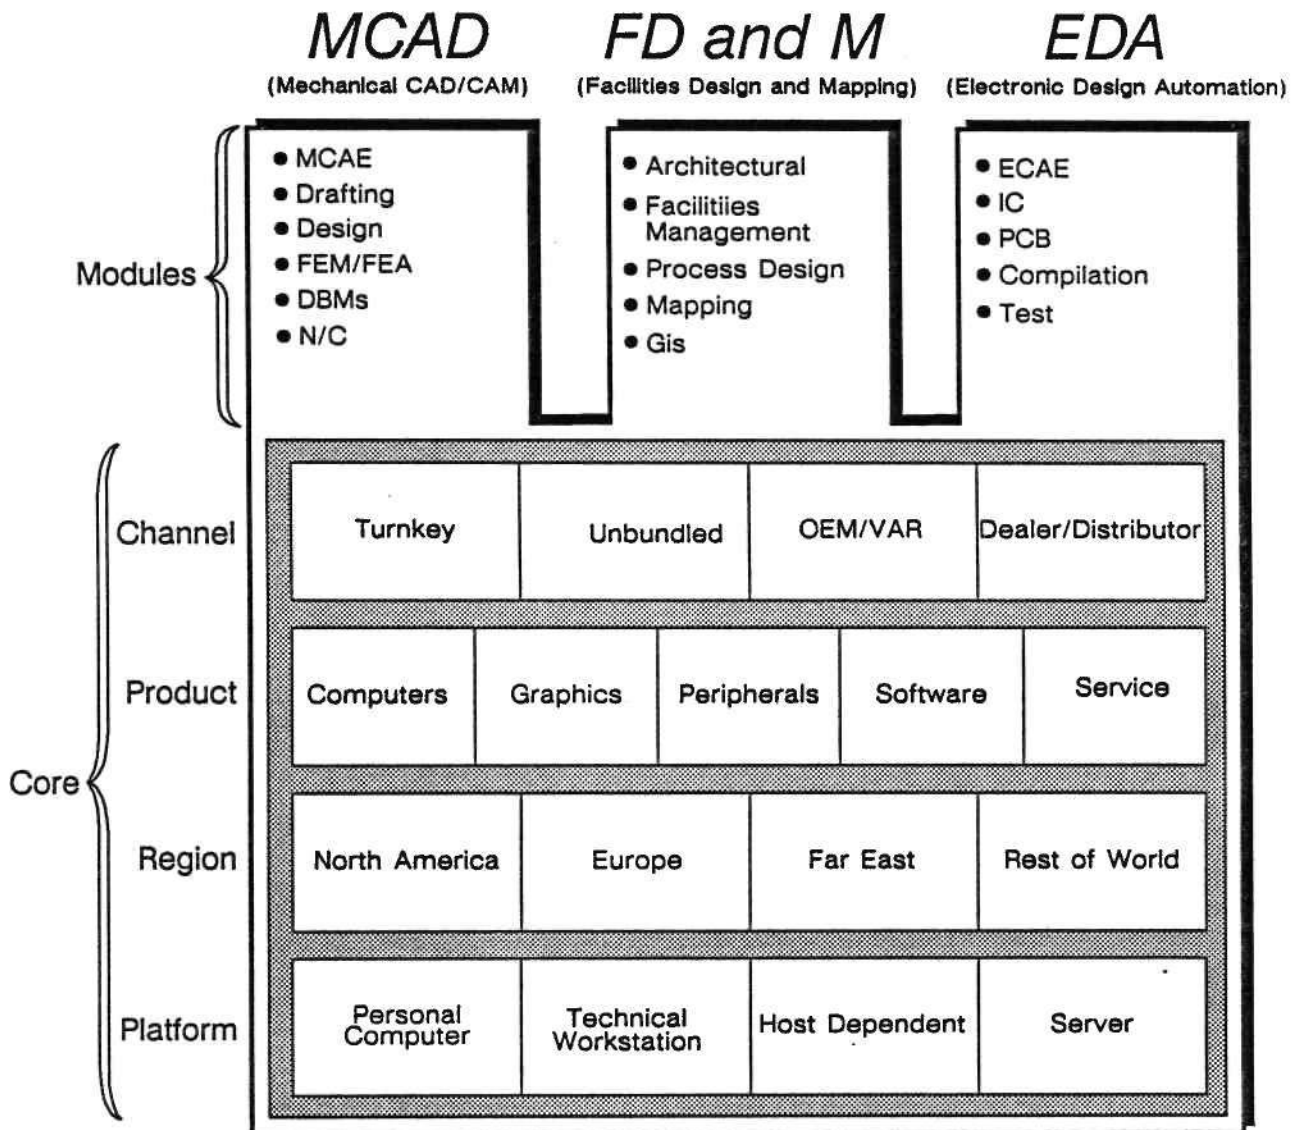 MCAD FD and M EDA
(Mechanical CAD/CAM) (Facilities Design and Mapping) (Electronic Design Automation)
Modules
● MCAE
● Drafting
● Design
● FEM/FEA
● DBMs
● N/C
● Architectural
● Facilitiies
Management
● Process Design
● Mapping
● Gis
● ECAE
● IC
● PCB
● Compilation
● Test
Core
Channel
Turnkey Unbundled OEM/VAR Dealer/Distributor
Product
Computers Graphics Peripherals Software Service
Region
North America Europe Far East Rest of World
Platform
Personal
Computer
Technical
Workstation
Host Dependent
Server